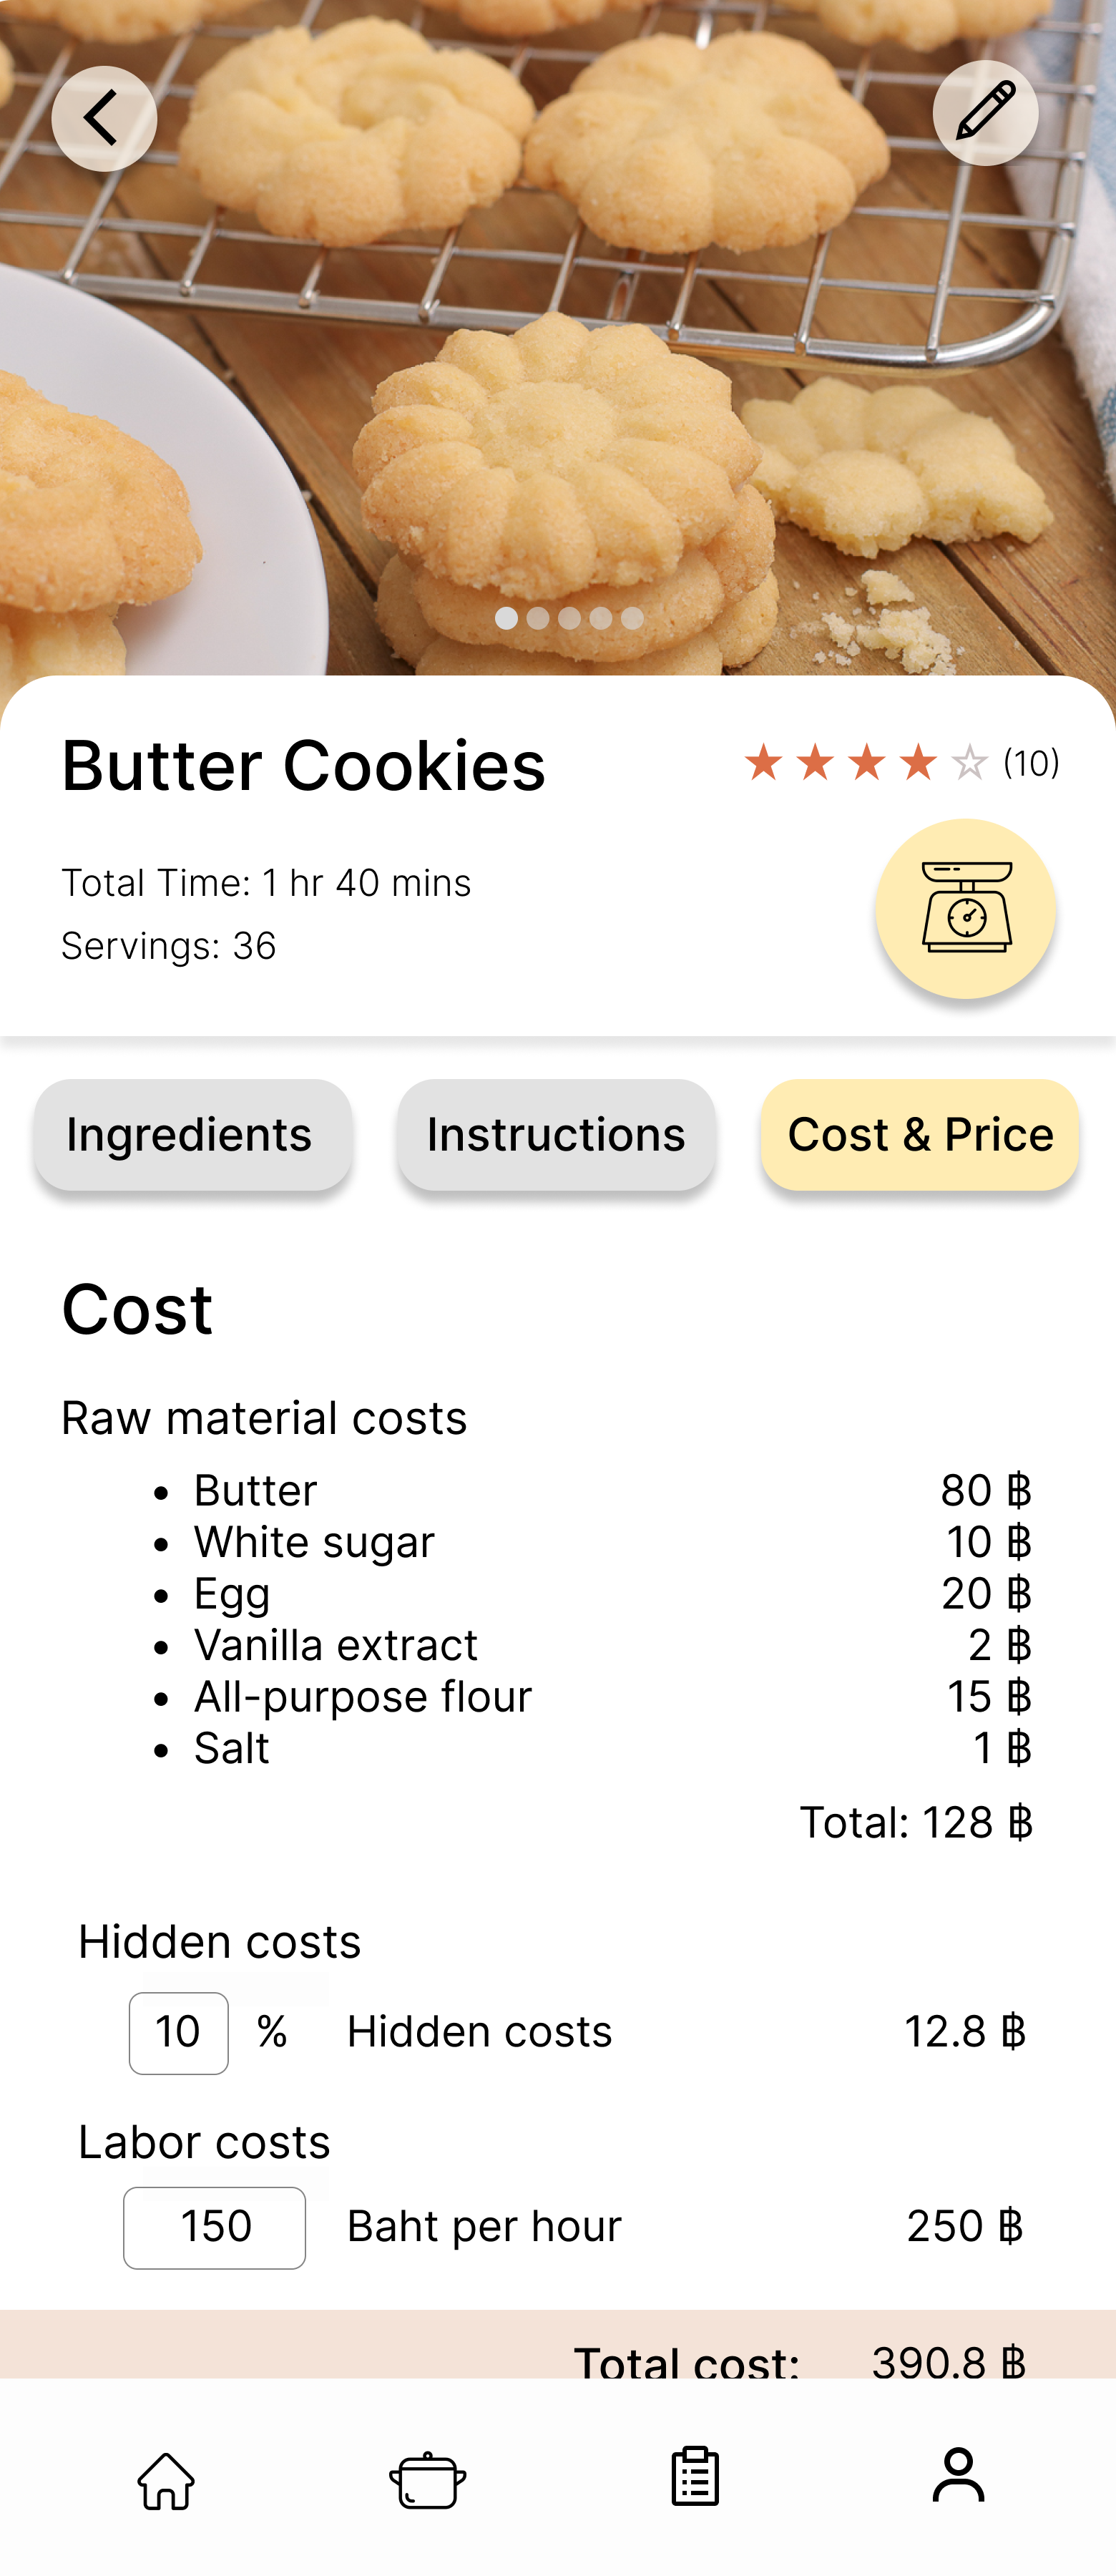 Butter Cookies
(10)
Total Time: 1 hr 40 mins
Servings: 36
Ingredients
Instructions
Cost & Price
Cost
Raw material costs
• Butter 80 ฿
• White sugar 10 ฿
• Egg 20 ฿
• Vanilla extract 2 ฿
• All-purpose flour 15 ฿
• Salt 1 ฿
Total: 128 ฿
Hidden costs
10 % Hidden costs 12.8 ฿
Labor costs
150 Baht per hour 250 ฿
Total cost: 390.8 ฿